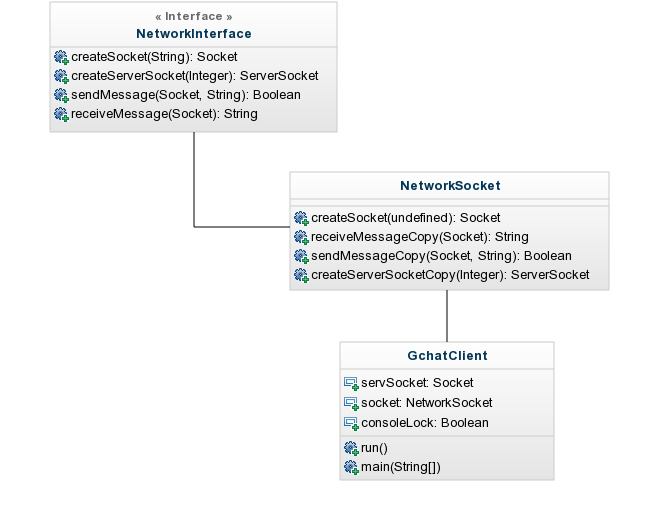 « Interface »
NetworkInterface
createSocket(String): Socket
createServerSocket(Integer): ServerSocket
sendMessage(Socket, String): Boolean
receiveMessage(Socket): String
NetworkSocket
createSocket(undefined): Socket
receiveMessageCopy(Socket): String
sendMessageCopy(Socket, String): Boolean
createServerSocketCopy(Integer): ServerSocket
GchatClient
servSocket: Socket
socket: NetworkSocket
consoleLock: Boolean
run()
main(String[])